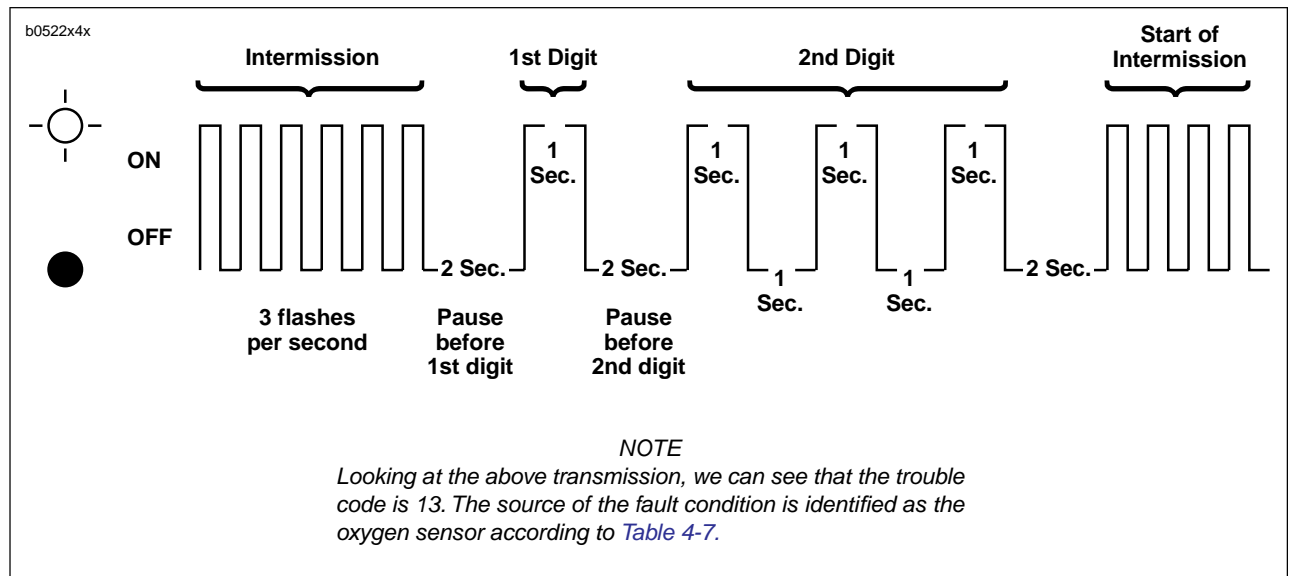 b0522x4x
Intermission
1st Digit
2nd Digit
Start of
Intermission
ON
OFF
1
Sec.
1
Sec.
1
Sec.
1
Sec.
2 Sec.
2 Sec.
1
Sec.
1
Sec.
2 Sec.
3 flashes
per second
Pause
before
1st digit
Pause
before
2nd digit
NOTE
Looking at the above transmission, we can see that the trouble
code is 13. The source of the fault condition is identified as the
oxygen sensor according to Table 4-7.